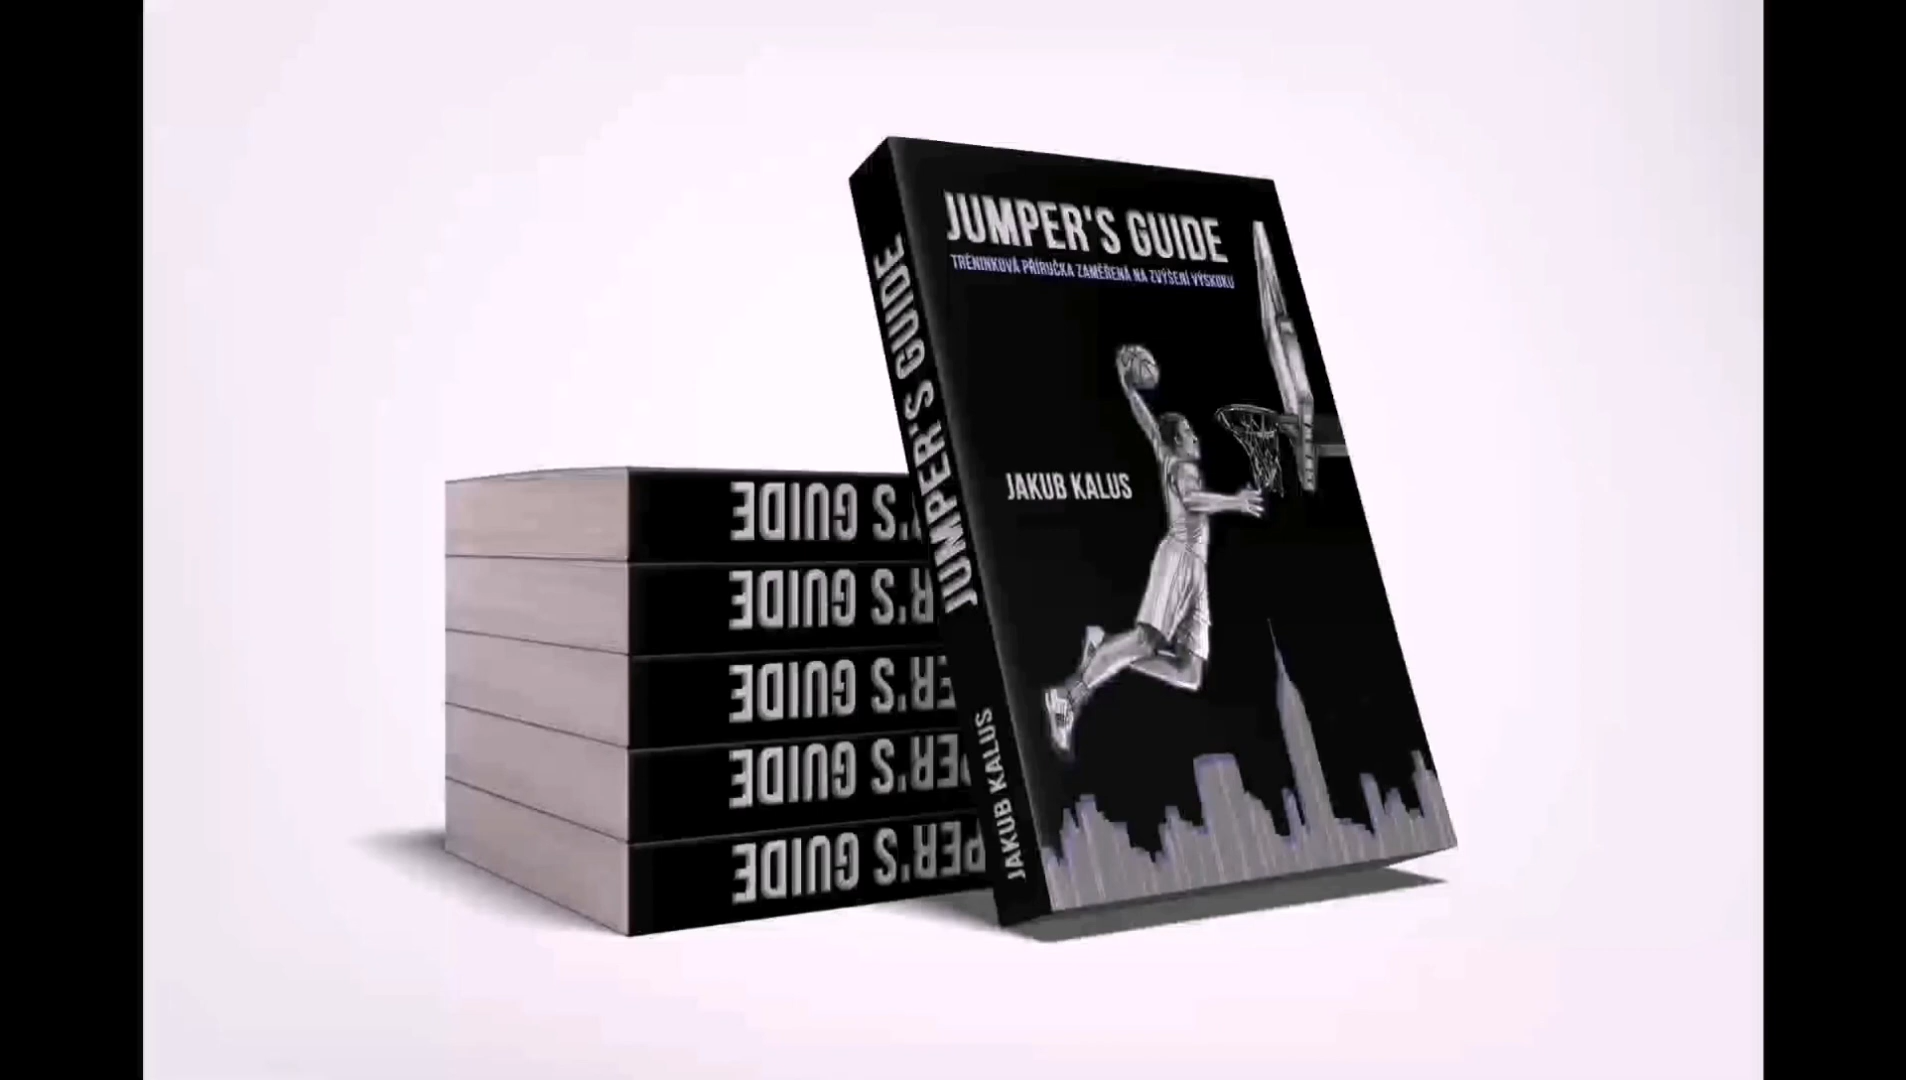 JUMPER'S GUIDE
TRÉNINKOVÁ PŘÍRUČKA ZAMĚŘENÁ NA ZVÝŠENÍ VÝSKOKU
JAKUB KALUS
JUMPER'S GUIDE
JAKUB KALUS
R'S GUIDE
R'S GUIDE
ER'S GUIDE
PER'S GUIDE
PER'S GUIDE